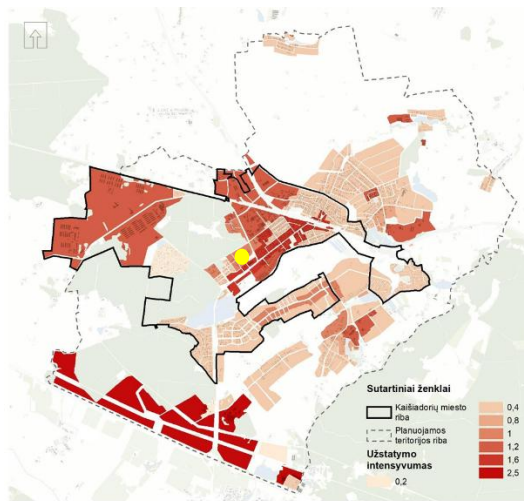 Sutartiniai ženklai
Kaišiadorių miesto
riba
Planuojamos
teritorijos riba
Užstatymo
intensyvumas
0,2
0,4
0,8
1
1,2
1,6
2,5